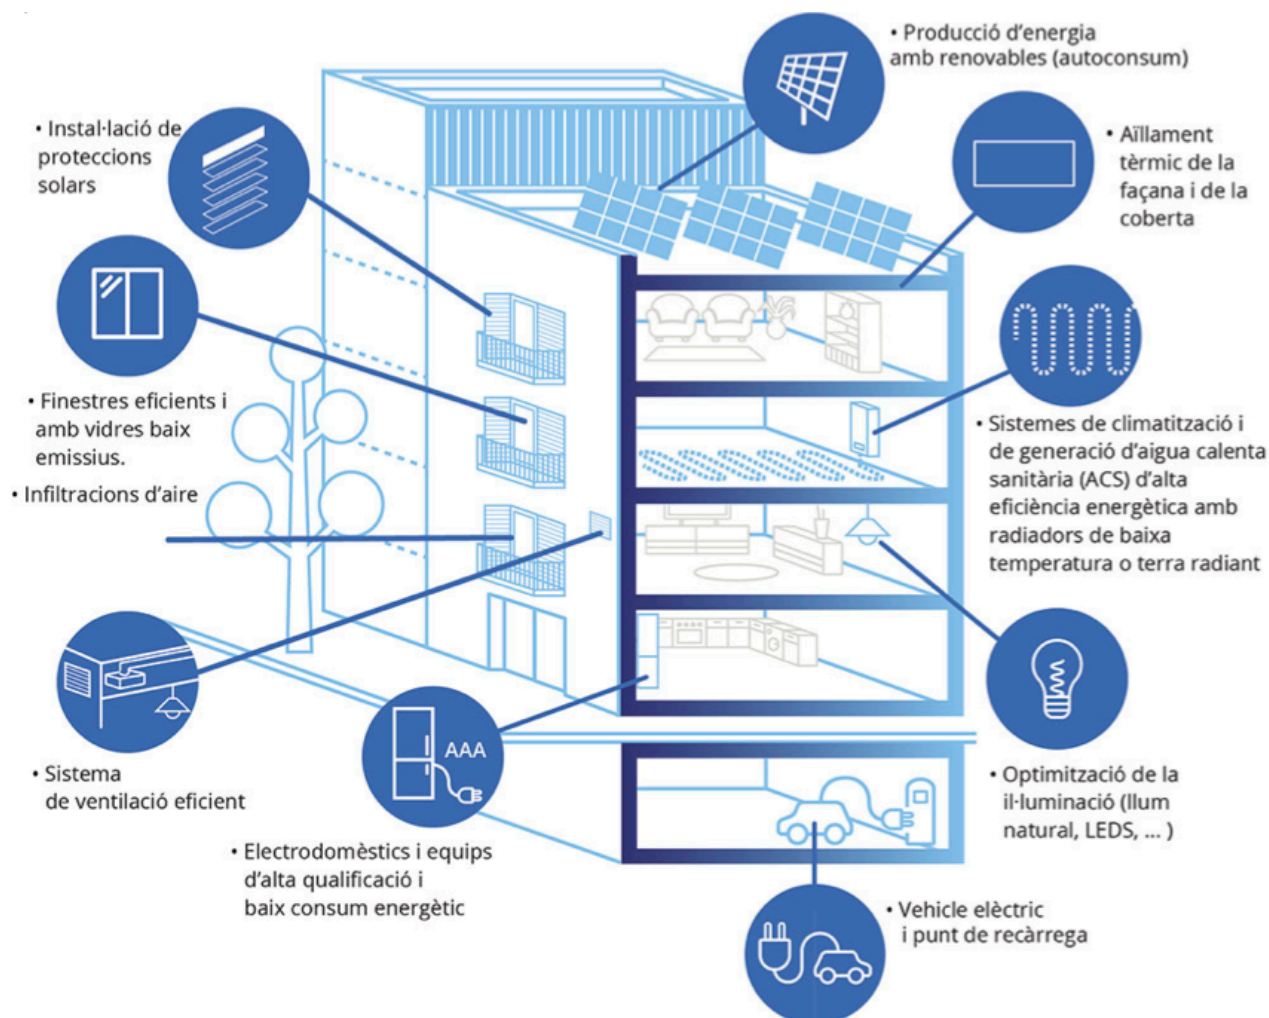 • Producció d’energia
amb renovables (autoconsum)
• Instal·lació de
proteccions
solars
• Aïllament
tèrmic de la
façana i de la
coberta
• Finestres eficients i
amb vidres baix
emissius.
• Infiltracions d’aire
• Sistemes de climatització i
de generació d’aigua calenta
sanitària (ACS) d’alta
eficiència energètica amb
radiadors de baixa
temperatura o terra radiant
• Sistema
de ventilació eficient
AAA
• Optimització de la
il·luminació (llum
natural, LEDS, ... )
• Electrodomèstics i equips
d’alta qualificació i
baix consum energètic
• Vehicle elèctric
i punt de recàrrega